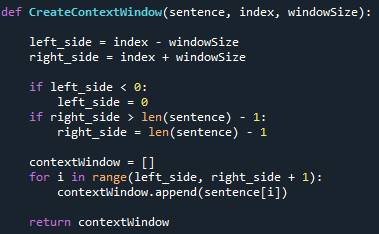 def CreateContextWindow(sentence, index, windowSize):
    left_side = index - windowSize
    right_side = index + windowSize
    if left_side < 0:
        left_side = 0
    if right_side > len(sentence) - 1:
        right_side = len(sentence) - 1
    contextWindow = []
    for i in range(left_side, right_side + 1):
        contextWindow.append(sentence[i])
    return contextWindow